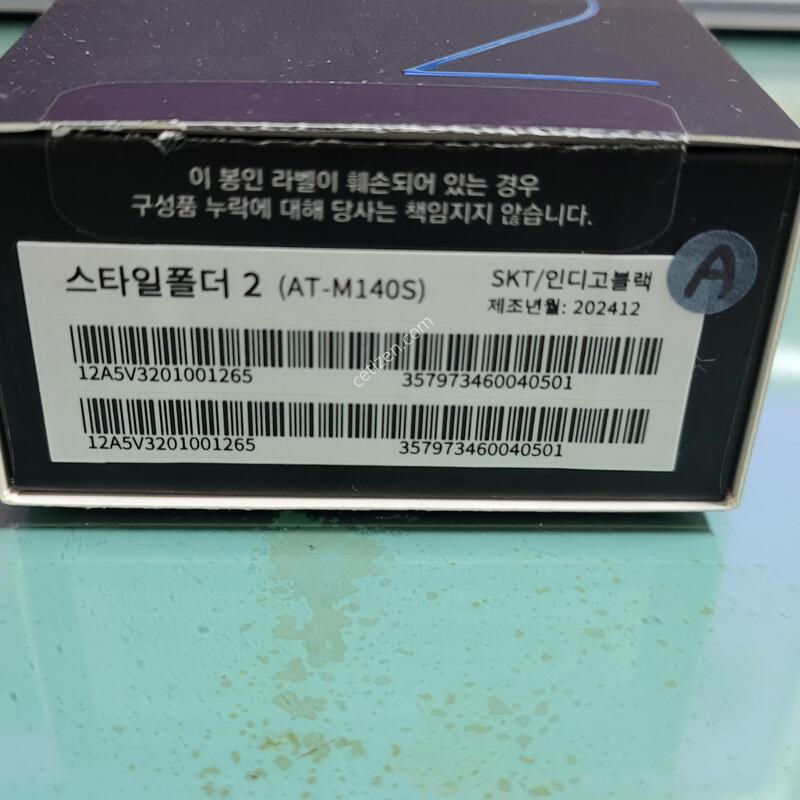 이 봉인 라벨이 훼손되어 있는 경우
구성품 누락에 대해 당사는 책임지지 않습니다.
스타일폴더 2 (AT-M140S)
SKT/인디고블랙
제조년월: 202412
A
12A5V3201001265 357973460040501
12A5V3201001265 357973460040501
cetizen.com